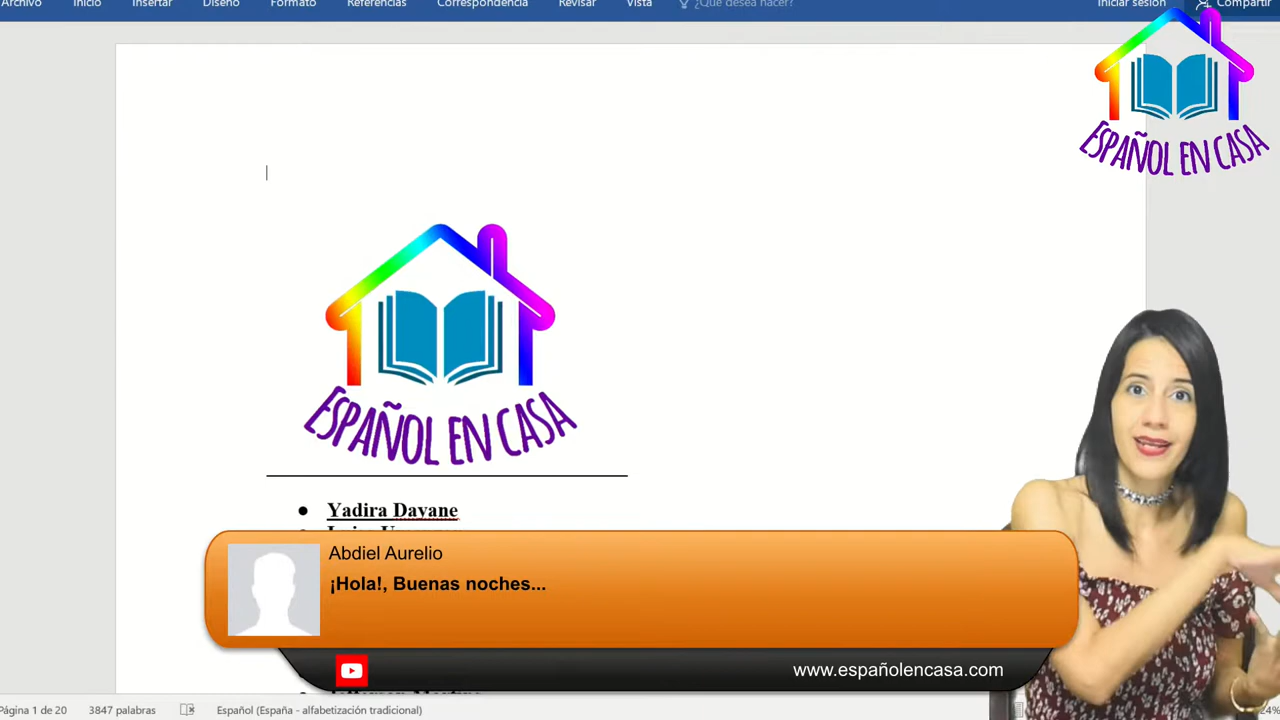 Archivo Inicio Insertar Diseño Formato Referencias Correspondencia Revisar Vista ¿Qué desea hacer? Iniciar sesión Compartir
ESPAÑOL EN CASA
ESPAÑOL EN CASA
Yadira Dayane
Abdiel Aurelio
¡Hola!, Buenas noches...
www.españolencasa.com
Página 1 de 20 3847 palabras Español (España - alfabetización tradicional)